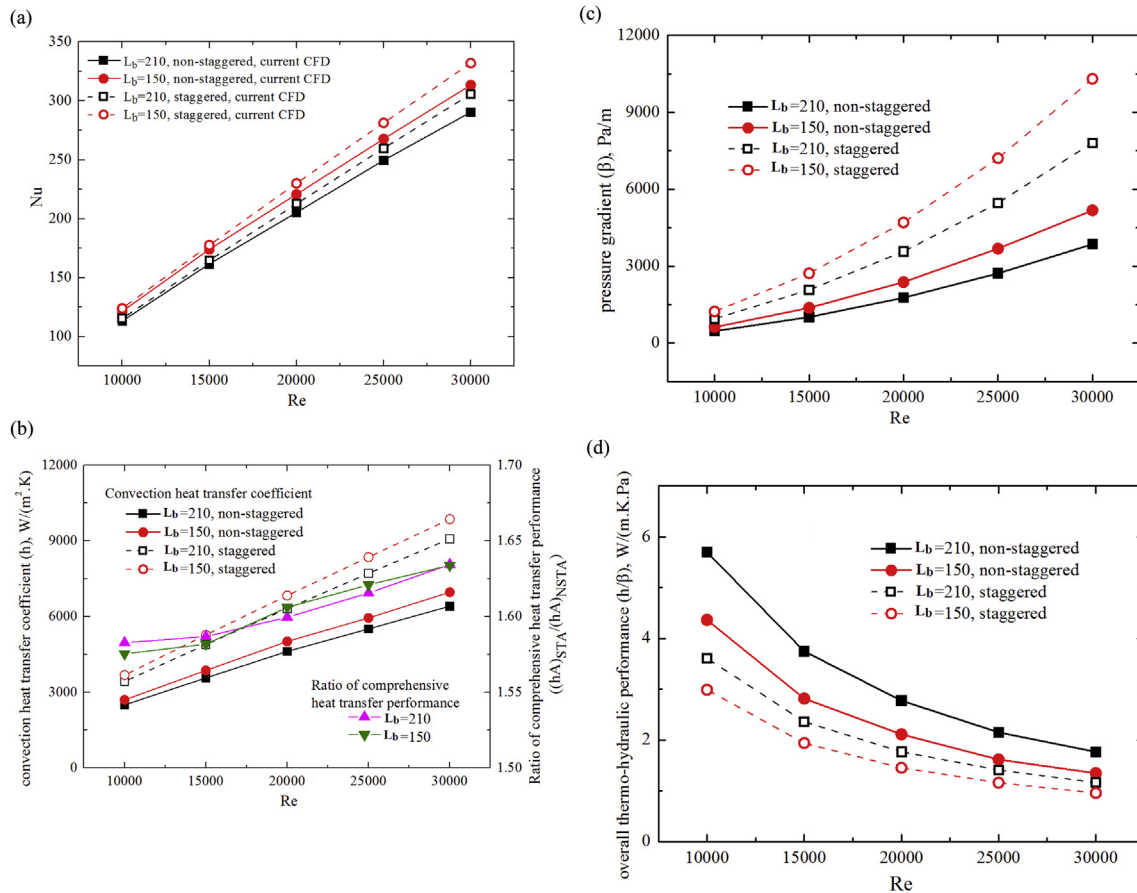 (a)
350
300
250
200
150
100
Nu
10000 15000 20000 25000 30000
Re
L_b=210, non-staggered, current CFD
L_b=150, non-staggered, current CFD
L_b=210, staggered, current CFD
L_b=150, staggered, current CFD
(c)
12000
9000
6000
3000
0
pressure gradient (β), Pa/m
10000 15000 20000 25000 30000
Re
L_b=210, non-staggered
L_b=150, non-staggered
L_b=210, staggered
L_b=150, staggered
(b)
12000
9000
6000
3000
0
convection heat transfer coefficient (h), W/(m².K)
Convection heat transfer coefficient
L_b=210, non-staggered
L_b=150, non-staggered
L_b=210, staggered
L_b=150, staggered
Ratio of comprehensive
heat transfer performance
L_b=210
L_b=150
10000 15000 20000 25000 30000
Re
1.70
1.65
1.60
1.55
1.50
Ratio of comprehensive heat transfer performance
((hA)_STA/(hA)_NSTA)
(d)
6
4
2
0
overall thermo-hydraulic performance (h/β), W/(m.K.Pa)
L_b=210, non-staggered
L_b=150, non-staggered
L_b=210, staggered
L_b=150, staggered
10000 15000 20000 25000 30000
Re